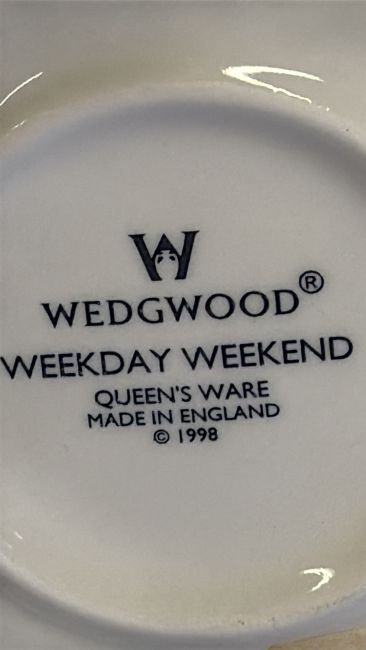 W
WEDGWOOD®
WEEKDAY WEEKEND
QUEEN'S WARE
MADE IN ENGLAND
© 1998